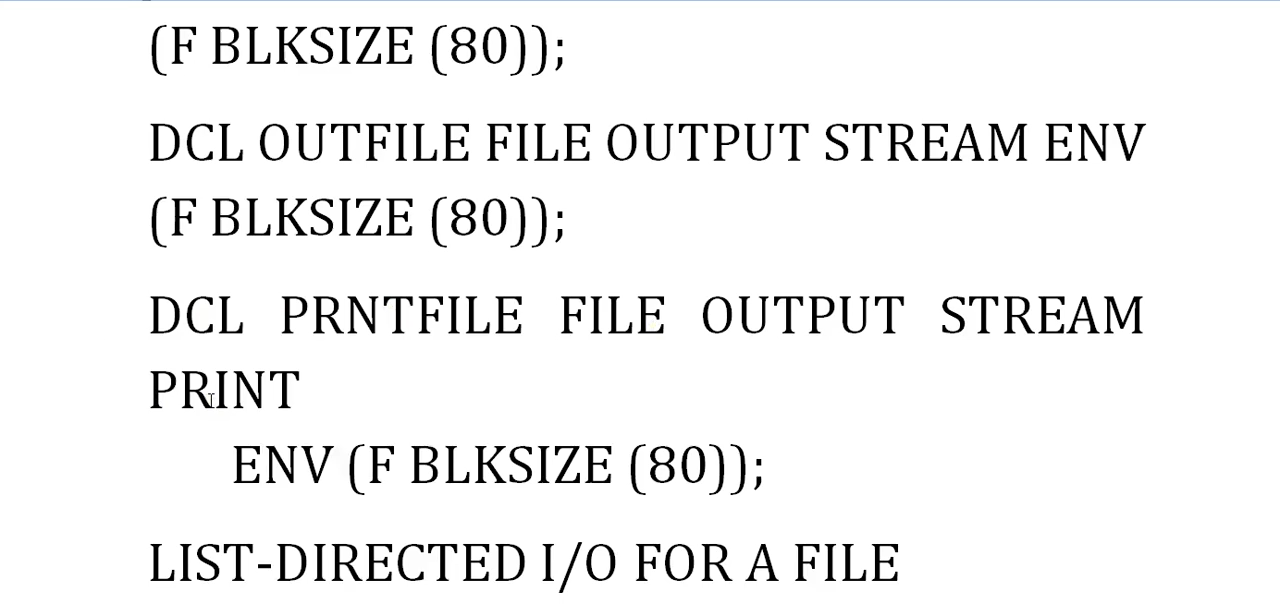 (F BLKSIZE (80));
DCL OUTFILE FILE OUTPUT STREAM ENV
(F BLKSIZE (80));
DCL PRNTFILE FILE OUTPUT STREAM
PRINT
ENV (F BLKSIZE (80));
LIST-DIRECTED I/O FOR A FILE